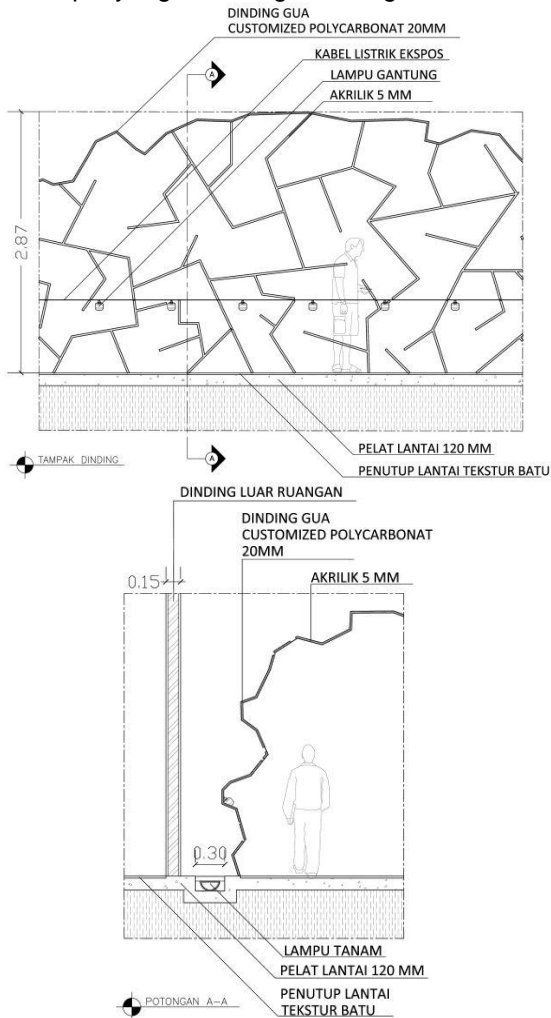 DINDING GUA
CUSTOMIZED POLYCARBONAT 20MM
KABEL LISTRIK EKSPOS
A
LAMPU GANTUNG
AKRILIK 5 MM
2.87
PELAT LANTAI 120 MM
A
TAMPAK DINDING
PENUTUP LANTAI TEKSTUR BATU
DINDING LUAR RUANGAN
DINDING GUA
CUSTOMIZED POLYCARBONAT
20MM
0.15
AKRILIK 5 MM
0.30
LAMPU TANAM
PELAT LANTAI 120 MM
POTONGAN A-A
PENUTUP LANTAI
TEKSTUR BATU